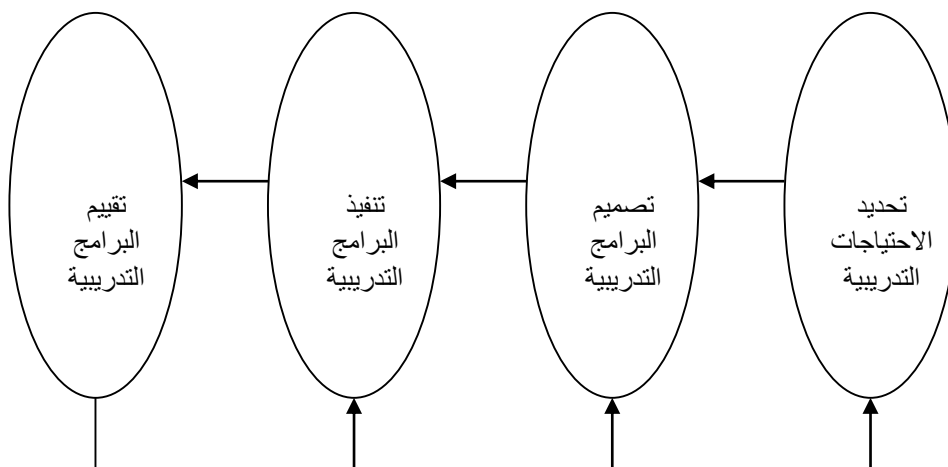 تحديد
الاحتياجات
التدريبية
تصميم
البرامج
التدريبية
تنفيذ
البرامج
التدريبية
تقييم
البرامج
التدريبية